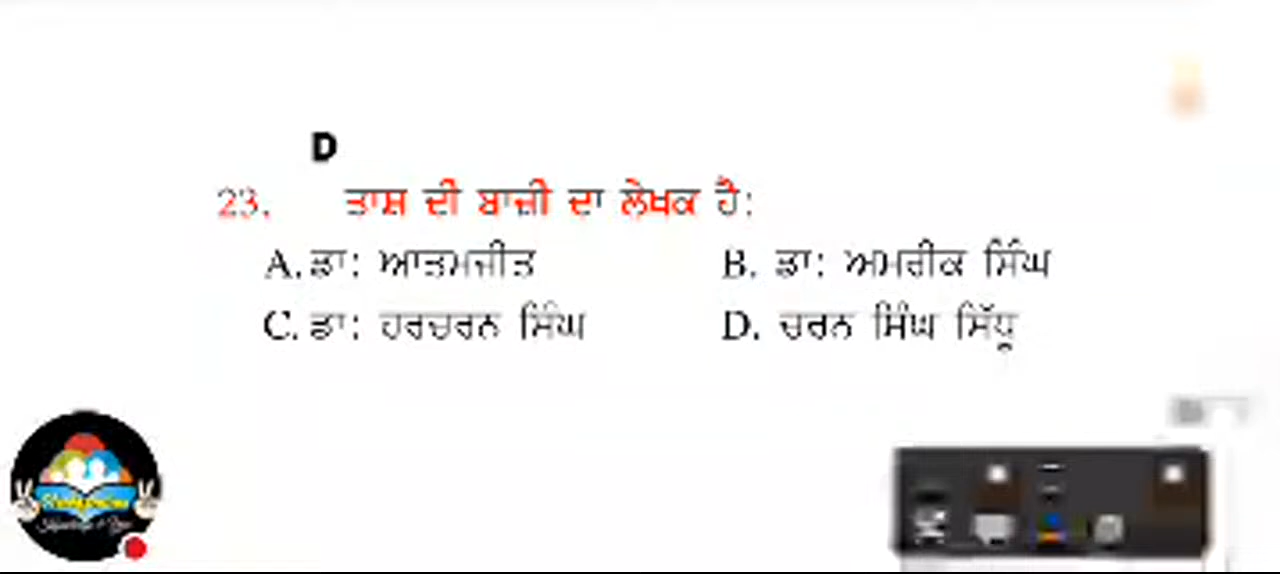 D
23. ਤਾਸ਼ ਦੀ ਬਾਜ਼ੀ ਦਾ ਲੇਖਕ ਹੈ:
A. ਡਾ: ਆਤਮਜੀਤ B. ਡਾ: ਅਮਰੀਕ ਸਿੰਘ
C. ਡਾ: ਹਰਚਰਨ ਸਿੰਘ D. ਚਰਨ ਸਿੰਘ ਸਿੱਧੂ